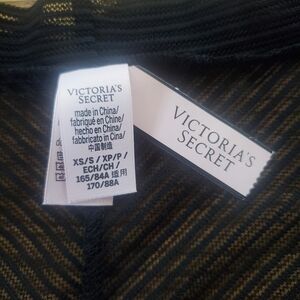 VICTORIA'S
SECRET
made in China/
fabriqué en Chine/
hecho en China/
fabbricato in Cina/
中国制造
XS/S / XP/P /
ECH/CH /
165/84A 适用
170/88A
VICTORIA'S
SECRET